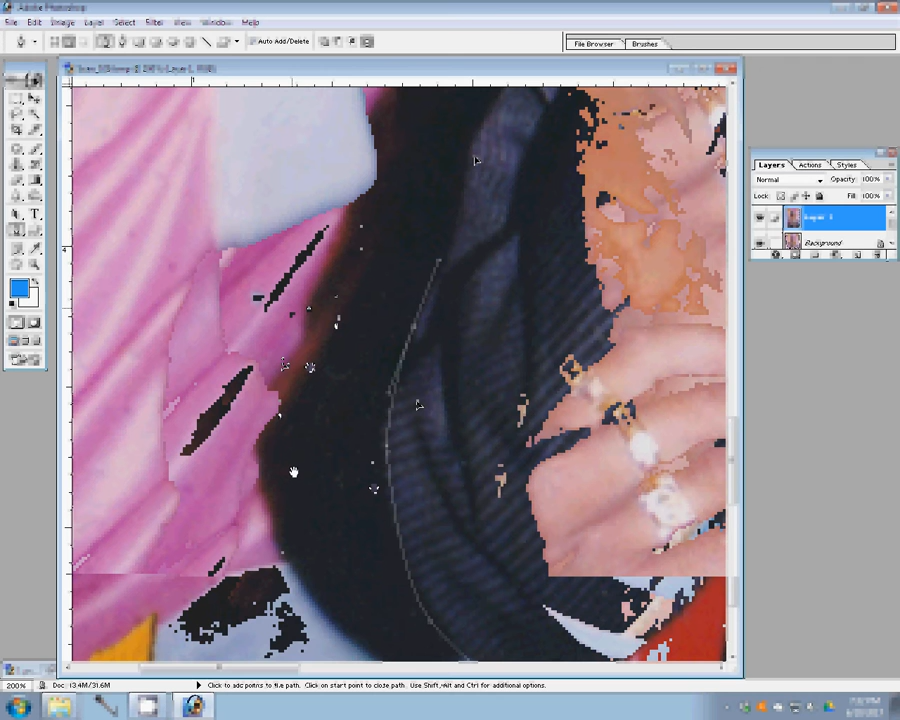 Adobe Photoshop
File Edit Image Layer Select Filter View Window Help
Auto Add/Delete
File Browser Brushes
Layers Actions Styles
Normal Opacity: 100%
Lock: Fill: 100%
Background
200% Doc: 13.4M/31.6M Click to add points to the path. Click on start point to close path. Use Shift, Alt and Ctrl for additional options.